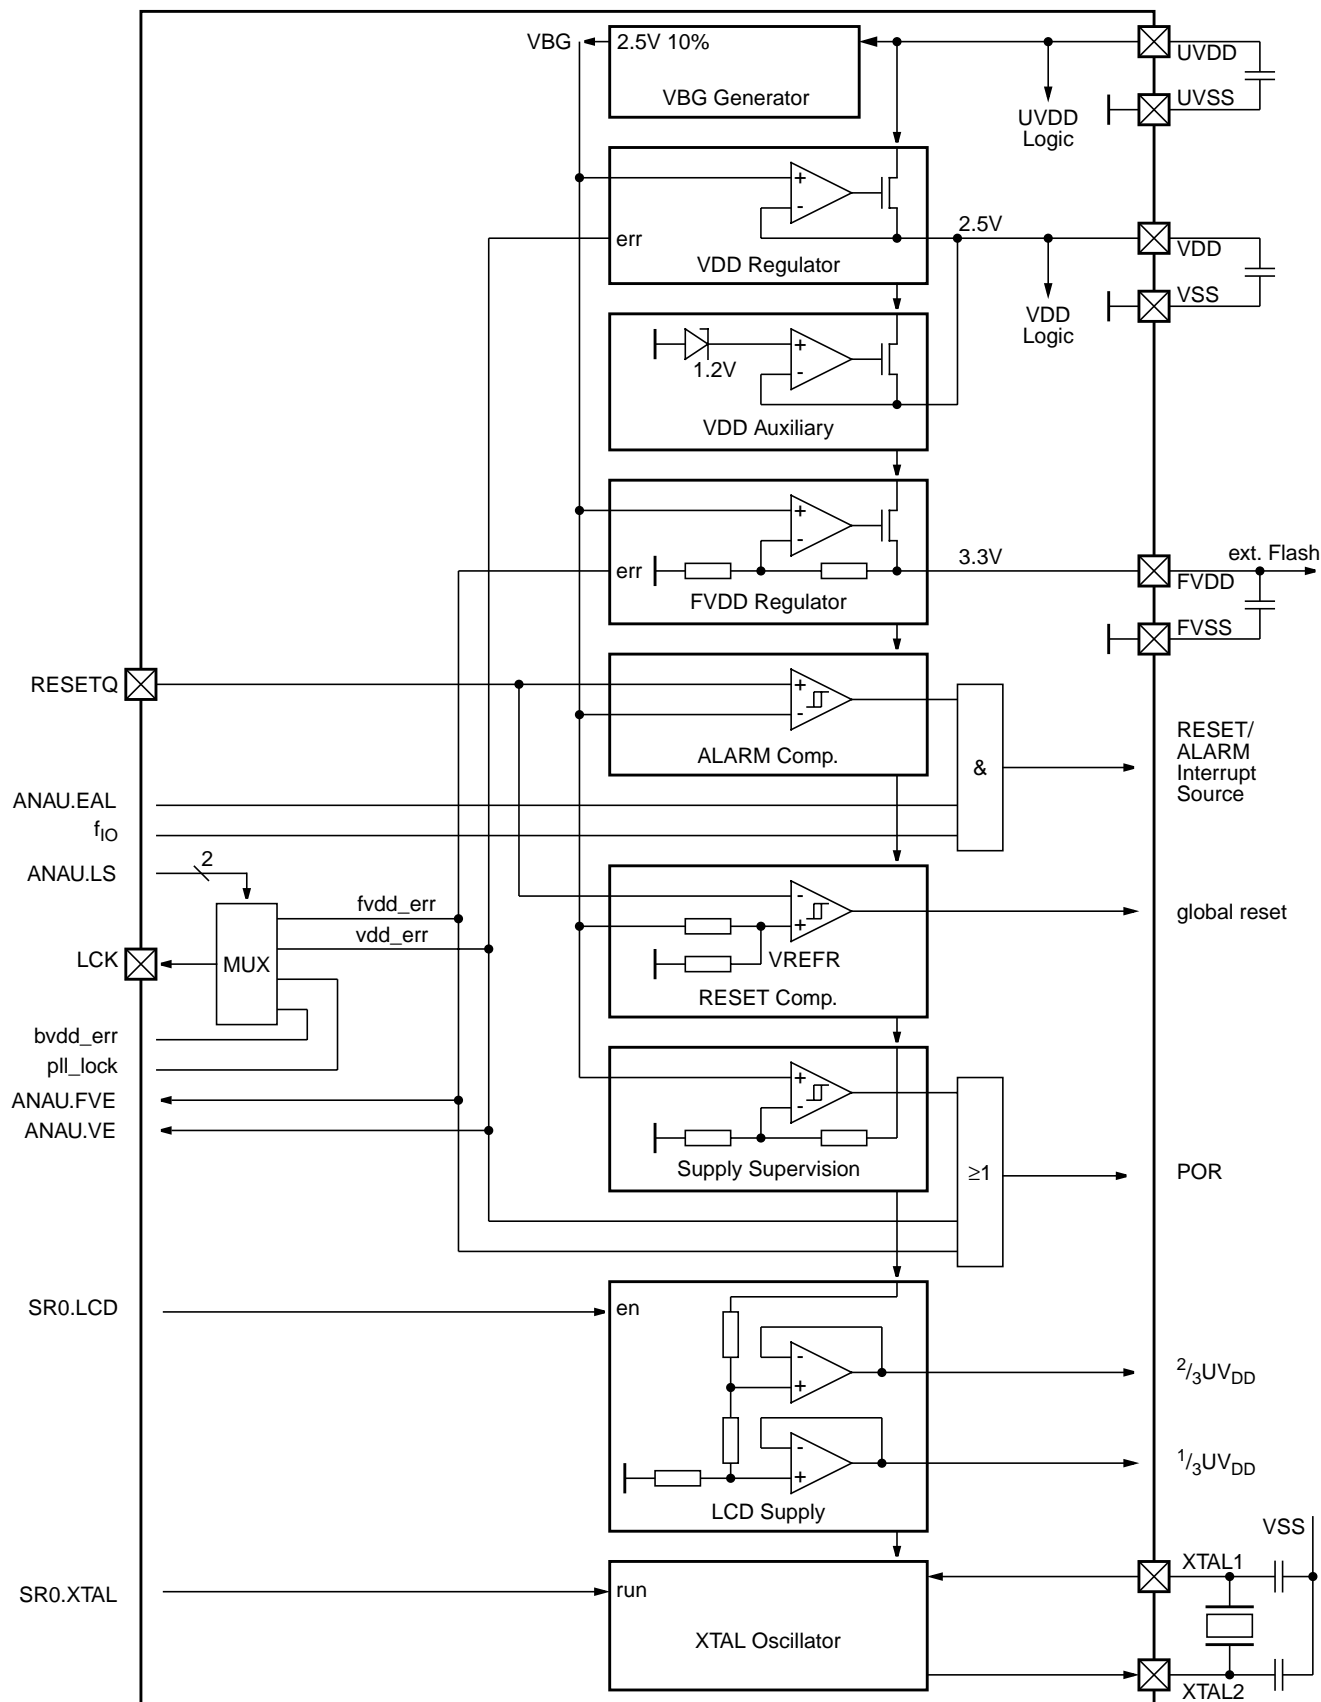 VBG
2.5V 10%
VBG Generator
UVDD
UVSS
UVDD
Logic
+
-
err
VDD Regulator
2.5V
VDD
VSS
VDD
Logic
+
-
1.2V
VDD Auxiliary
+
-
err
FVDD Regulator
3.3V
ext. Flash
FVDD
FVSS
RESETQ
+
-
ALARM Comp.
&
RESET/
ALARM
Interrupt
Source
ANAU.EAL
fIO
ANAU.LS
2
fvdd_err
vdd_err
LCK
MUX
-
+
VREFR
RESET Comp.
global reset
bvdd_err
pll_lock
ANAU.FVE
ANAU.VE
+
-
Supply Supervision
≥1
POR
SR0.LCD
en
-
+
2/3UVDD
-
+
1/3UVDD
LCD Supply
VSS
XTAL1
SR0.XTAL
run
XTAL Oscillator
XTAL2